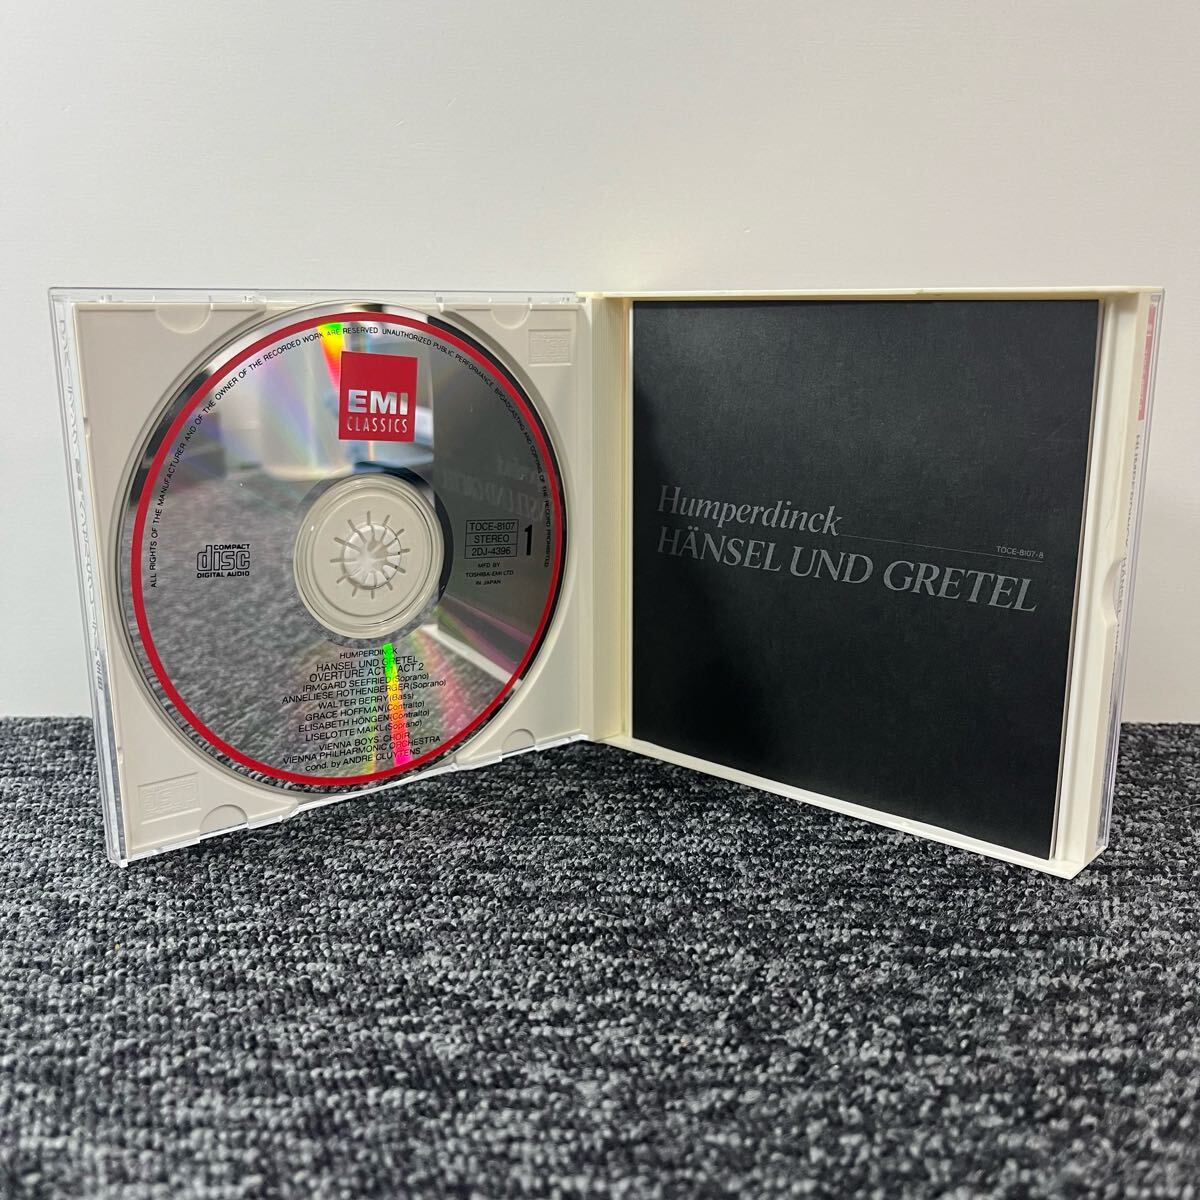 ALL RIGHTS OF THE MANUFACTURER AND OF THE OWNER OF THE RECORDED WORK ARE RESERVED UNAUTHORIZED PUBLIC PERFORMANCE BROADCASTING AND COPYING OF THE RECORD PROHIBITED
EMI
CLASSICS
COMPACT
disc
DIGITAL AUDIO
TOCE-8107
STEREO
2DJ-4396
1
MFD BY
TOSHIBA-EMI LTD.
IN JAPAN
HUMPERDINCK
HÄNSEL UND GRETEL
OVERTURE ACT 1 ACT 2
IRMGARD SEEFRIED (Soprano)
ANNELIESE ROTHENBERGER (Soprano)
WALTER BERRY (Bass)
GRACE HOFFMAN (Contralto)
ELISABETH HÖNGEN (Contralto)
LISELOTTE MAIKL (Soprano)
VIENNA BOYS' CHOIR
VIENNA PHILHARMONIC ORCHESTRA
cond. by ANDRÉ CLUYTENS
Humperdinck
TOCE-8107·8
HÄNSEL UND GRETEL